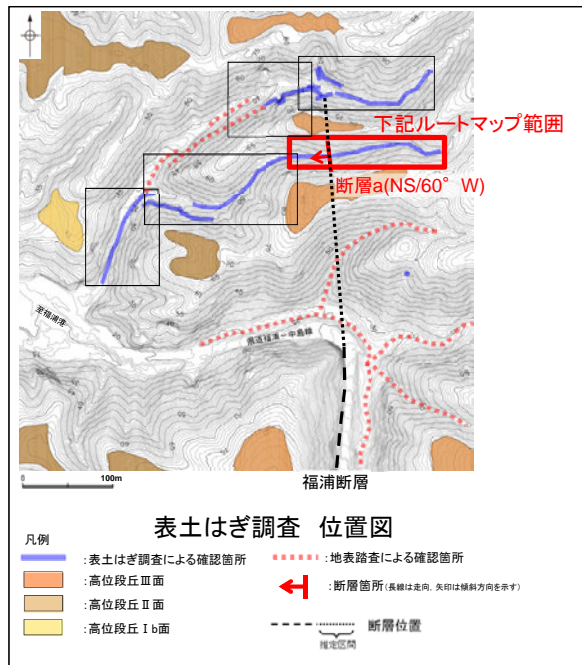 下記ルートマップ範囲
断層a(NS/60°W)
至福浦港
県道福浦ー中島線
0 100m
福浦断層
表土はぎ調査 位置図
凡例
:表土はぎ調査による確認箇所
:地表踏査による確認箇所
:高位段丘Ⅲ面
:断層箇所(長線は走向, 矢印は傾斜方向を示す)
:高位段丘Ⅱ面
:高位段丘Ⅰb面
断層位置
推定区間